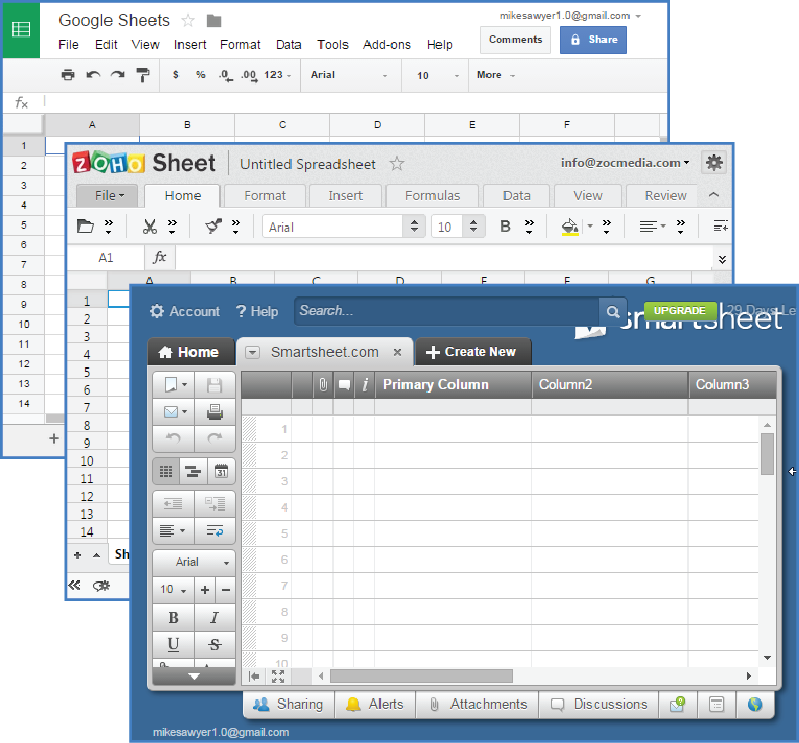 Google Sheets
mikesawyer1.0@gmail.com
File Edit View Insert Format Data Tools Add-ons Help
Comments
Share
$ % .0 .00 123 Arial 10 More
fx
A B C D E F
1
2
3
4
5
6
7
8
9
10
11
12
13
14
+
ZOHO Sheet
Untitled Spreadsheet
info@zocmedia.com
File Home Format Insert Formulas Data View Review
Arial 10 B
A1 fx
A B C D E F G
1
2
3
4
5
6
7
8
9
10
11
12
13
14
+ Sh
Account ? Help
Search...
UPGRADE
29 Days Le
smartsheet
Home
Smartsheet.com x
+ Create New
i Primary Column Column2 Column3
31
Arial
10 + −
B I
U S
1
2
3
4
5
6
7
8
9
10
Sharing Alerts Attachments Discussions
mikesawyer1.0@gmail.com